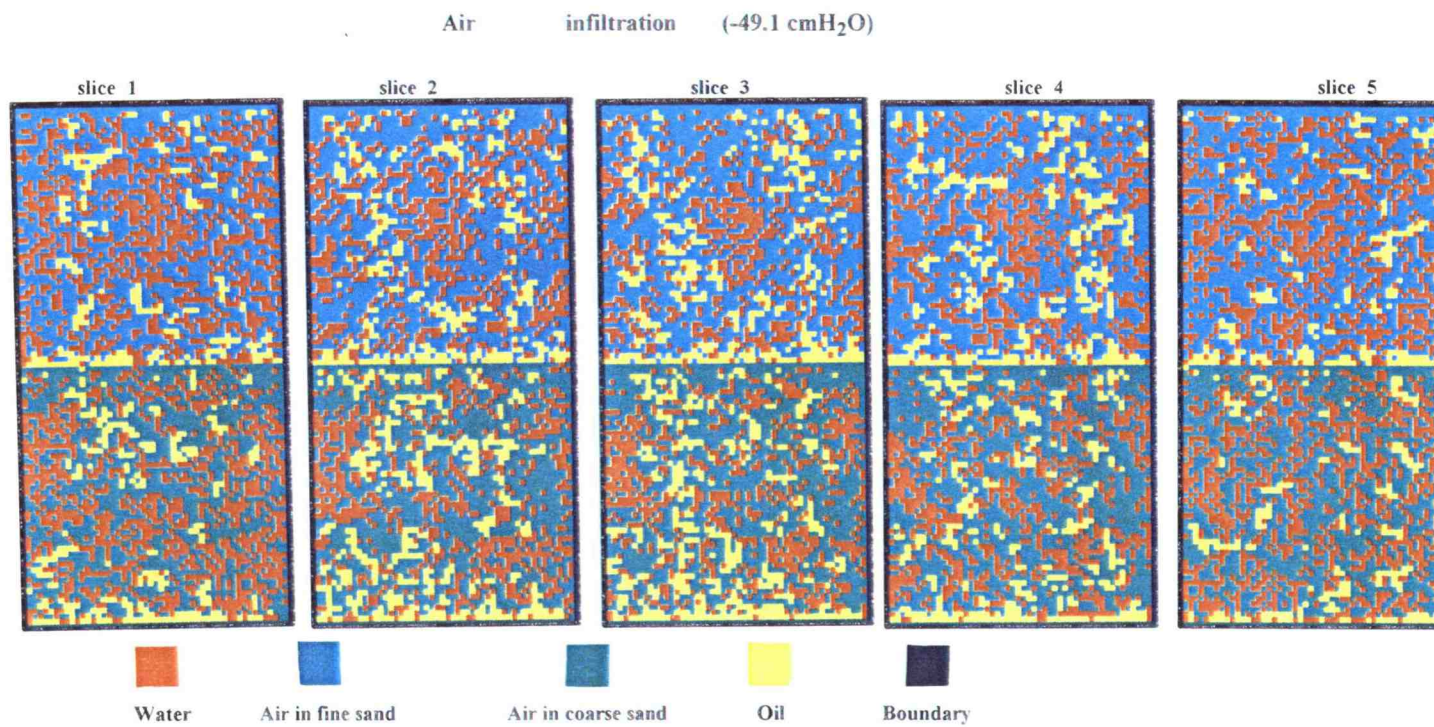 Air infiltration (-49.1 cmH2O)
slice 1 slice 2 slice 3 slice 4 slice 5
Water Air in fine sand Air in coarse sand Oil Boundary